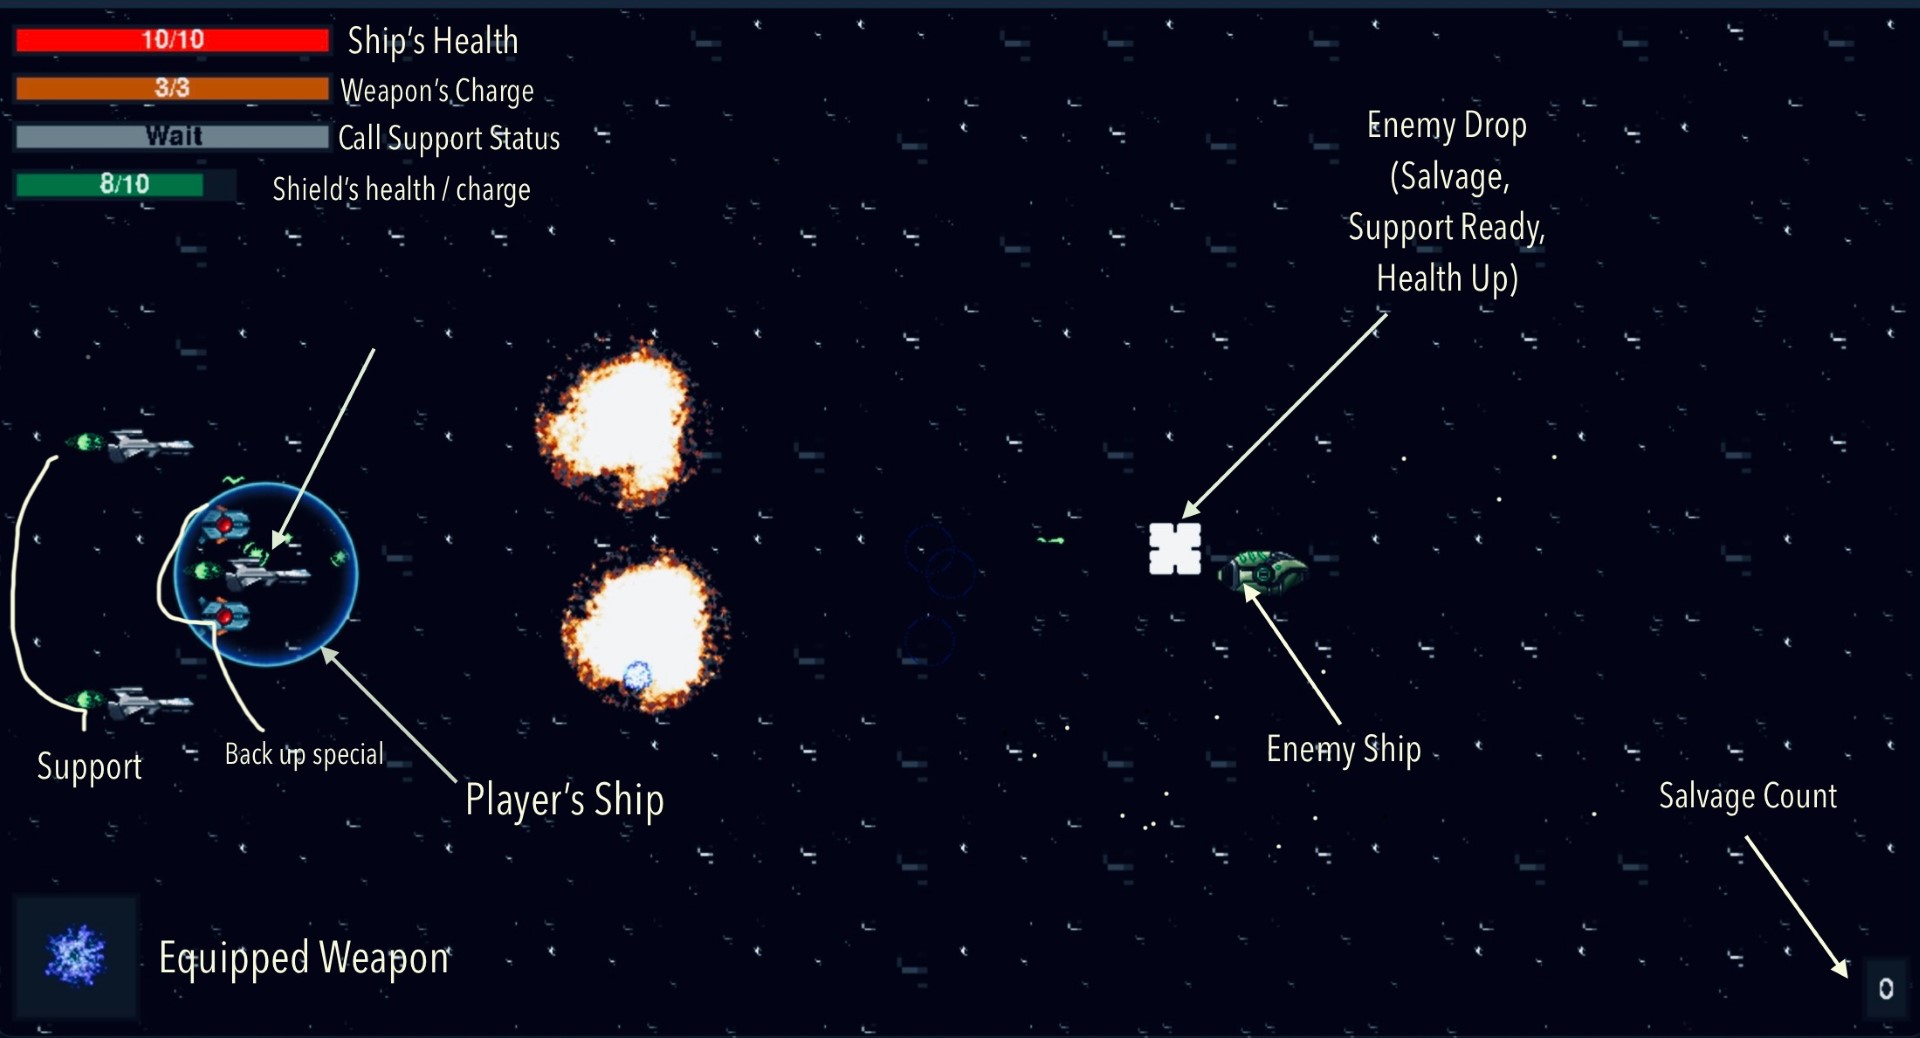 10/10 Ship's Health
3/3 Weapon's Charge
Wait Call Support Status
8/10 Shield's health / charge
Enemy Drop
(Salvage,
Support Ready,
Health Up)
Support
Back up special
Player's Ship
Enemy Ship
Salvage Count
Equipped Weapon
0